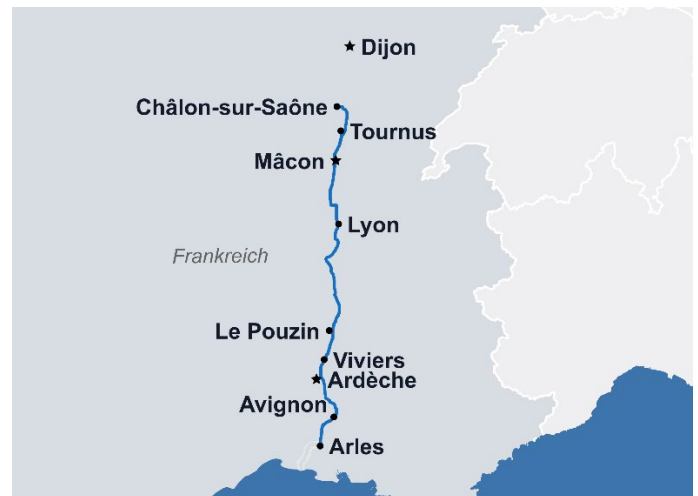 Dijon
Châlon-sur-Saône
Tournus
Mâcon
Lyon
Frankreich
Le Pouzin
Viviers
Ardèche
Avignon
Arles